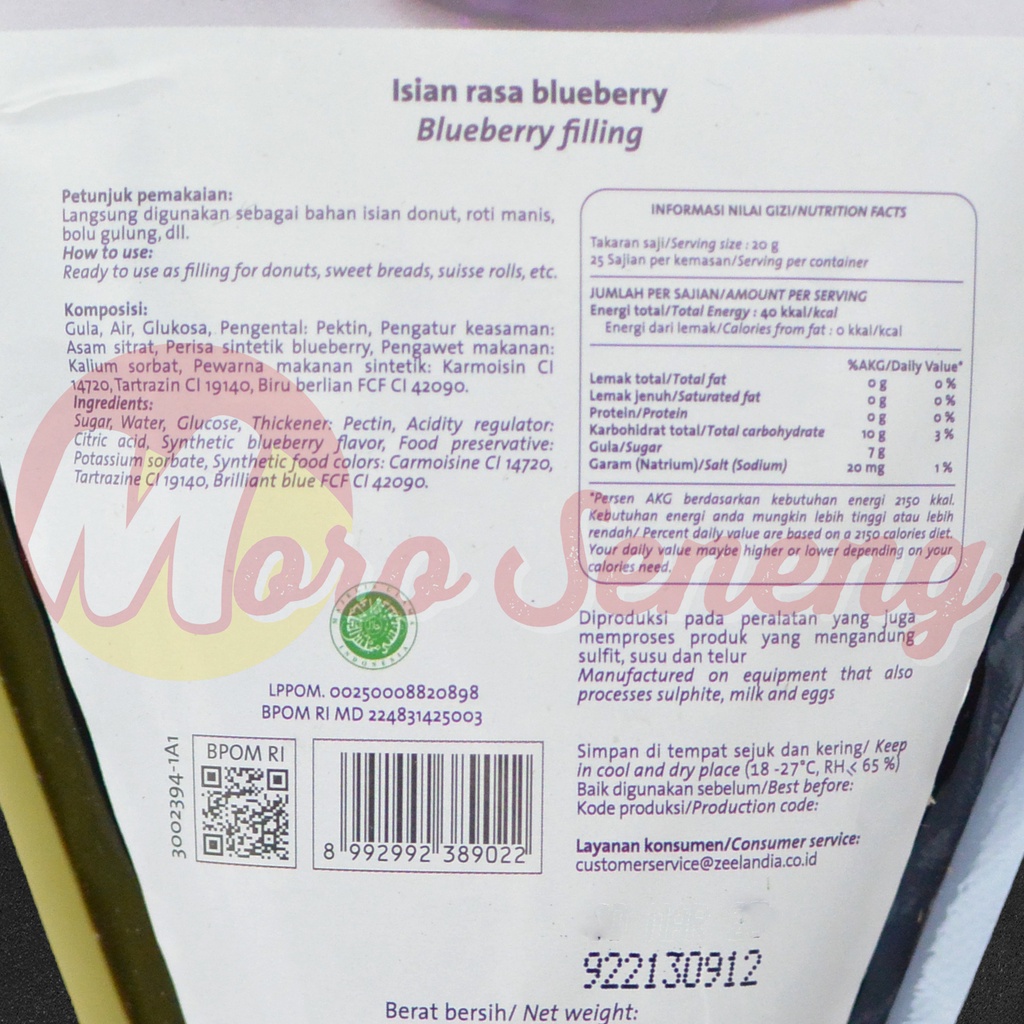 Isian rasa blueberry
Blueberry filling
Petunjuk pemakaian:
Langsung digunakan sebagai bahan isian donut, roti manis,
bolu gulung, dll.
How to use:
Ready to use as filling for donuts, sweet breads, suisse rolls, etc.
Komposisi:
Gula, Air, Glukosa, Pengental: Pektin, Pengatur keasaman:
Asam sitrat, Perisa sintetik blueberry, Pengawet makanan:
Kalium sorbat, Pewarna makanan sintetik: Karmoisin CI
14720, Tartrazin CI 19140, Biru berlian FCF CI 42090.
Ingredients:
Sugar, Water, Glucose, Thickener: Pectin, Acidity regulator:
Citric acid, Synthetic blueberry flavor, Food preservative:
Potassium sorbate, Synthetic food colors: Carmoisine CI 14720,
Tartrazine CI 19140, Brilliant blue FCF CI 42090.
INFORMASI NILAI GIZI/NUTRITION FACTS
Takaran saji/Serving size : 20 g
25 Sajian per kemasan/Serving per container
JUMLAH PER SAJIAN/AMOUNT PER SERVING
Energi total/Total Energy : 40 kkal/kcal
Energi dari lemak/Calories from fat : 0 kkal/kcal
%AKG/Daily Value*
Lemak total/Total fat 0 g 0 %
Lemak jenuh/Saturated fat 0 g 0 %
Protein/Protein 0 g 0 %
Karbohidrat total/Total carbohydrate 10 g 3 %
Gula/Sugar 7 g
Garam (Natrium)/Salt (Sodium) 20 mg 1 %
*Persen AKG berdasarkan kebutuhan energi 2150 kkal.
Kebutuhan energi anda mungkin lebih tinggi atau lebih
rendah/ Percent daily value are based on a 2150 calories diet.
Your daily value maybe higher or lower depending on your
calories need.
Moro Seneng
Diproduksi pada peralatan yang juga
memproses produk yang mengandung
sulfit, susu dan telur
Manufactured on equipment that also
processes sulphite, milk and eggs
LPPOM. 00250008820898
BPOM RI MD 224831425003
3002394-1A1
BPOM RI
8 992992 389022
Simpan di tempat sejuk dan kering/ Keep
in cool and dry place (18 -27°C, RH ≤ 65 %)
Baik digunakan sebelum/Best before:
Kode produksi/Production code:
Layanan konsumen/Consumer service:
customerservice@zeelandia.co.id
922130912
Berat bersih/ Net weight: